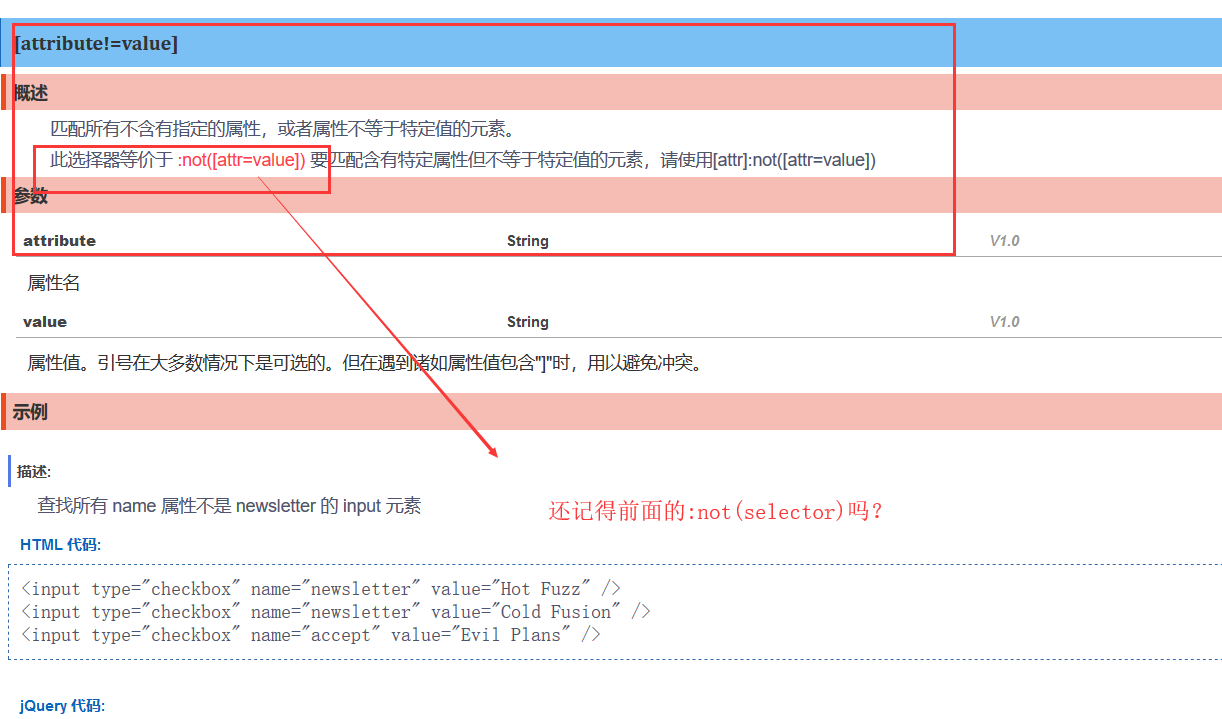 [attribute!=value]
概述
匹配所有不含有指定的属性，或者属性不等于特定值的元素。
此选择器等价于 :not([attr=value]) 要匹配含有特定属性但不等于特定值的元素，请使用[attr]:not([attr=value])
参数
attribute String V1.0
属性名
value String V1.0
属性值。引号在大多数情况下是可选的。但在遇到诸如属性值包含"]"时，用以避免冲突。
示例
描述:
查找所有 name 属性不是 newsletter 的 input 元素
还记得前面的:not(selector)吗？
HTML 代码:
<input type="checkbox" name="newsletter" value="Hot Fuzz" />
<input type="checkbox" name="newsletter" value="Cold Fusion" />
<input type="checkbox" name="accept" value="Evil Plans" />
jQuery 代码: